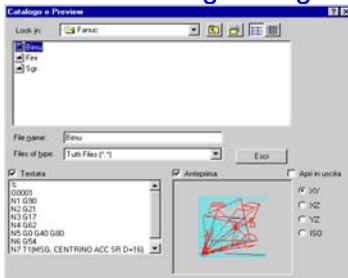 Catalogo e Preview
Look in: Fanuc
Bimu
Fini
Sgr
File name: Bimu
Files of type: Tutti Files (*.*)
Esci
Testata
Anteprima
Apri in uscita
%
O0001
N1 G90
N2 G21
N3 G17
N4 G62
N5 G0 G40 G80
N6 G54
N7 T1(MSG, CENTRINO ACC SR D=16)
XY
XZ
YZ
ISO